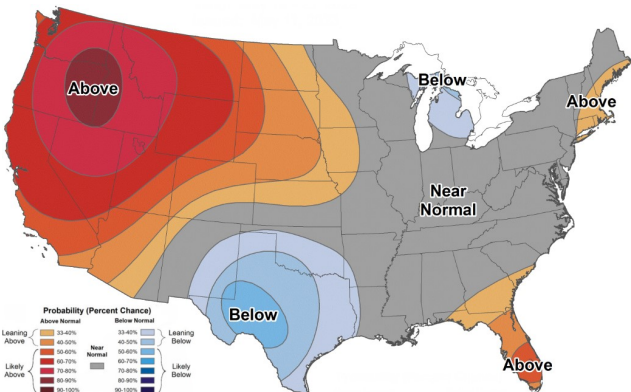 Above
Below
Above
Near
Normal
Below
Above
Probability (Percent Chance)
Above Normal
Below Normal
Leaning
Above
33-40%
40-50%
Near
Normal
33-40%
40-50%
Leaning
Below
Likely
Above
50-60%
60-70%
70-80%
80-90%
90-100%
50-60%
60-70%
70-80%
80-90%
90-100%
Likely
Below